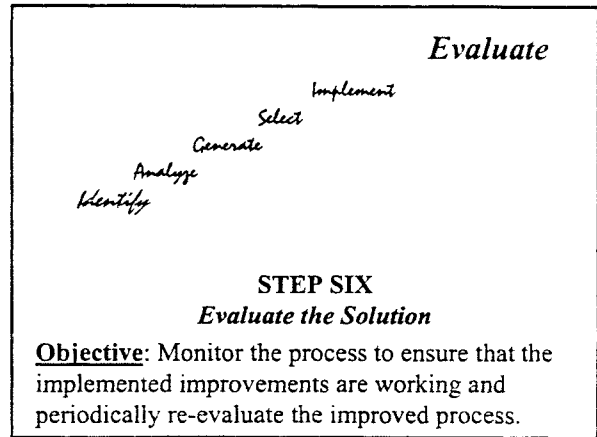 Evaluate
Implement
Select
Generate
Analyze
Identify
STEP SIX
Evaluate the Solution
Objective: Monitor the process to ensure that the
implemented improvements are working and
periodically re-evaluate the improved process.